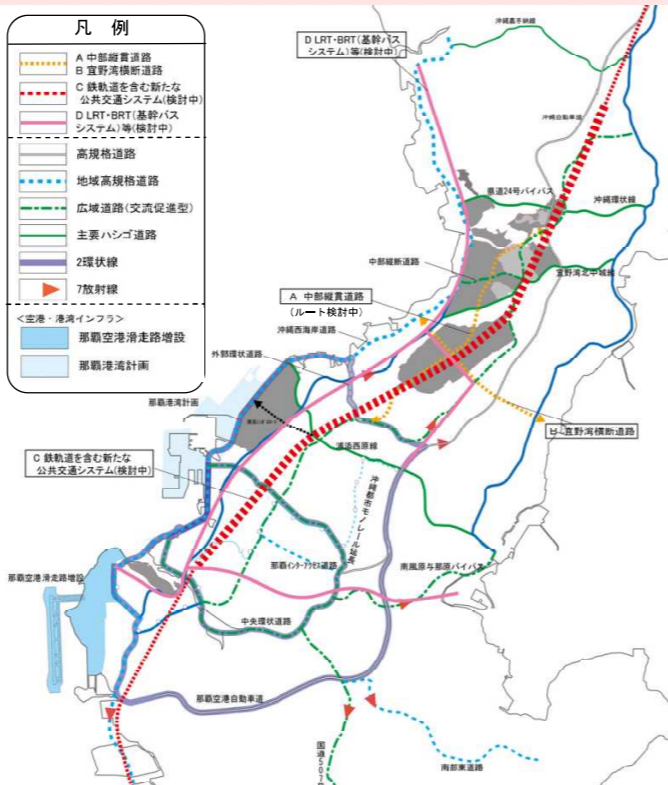 凡 例
A 中部縦貫道路
B 宜野湾横断道路
C 鉄軌道を含む新たな
公共交通システム(検討中)
D LRT・BRT(基幹バス
システム)等(検討中)
高規格道路
地域高規格道路
広域道路(交流促進型)
主要ハシゴ道路
2環状線
7放射線
<空港・港湾インフラ>
那覇空港滑走路増設
那覇港湾計画
D LRT・BRT(基幹バス
システム)等(検討中)
沖縄嘉手納線
沖縄自動車道
県道24号バイパス
沖縄環状線
中部縦断道路
宜野湾北中城線
A 中部縦貫道路
(ルート検討中)
沖縄西海岸道路
外郭環状道路
那覇港湾計画
B 宜野湾横断道路
浦添西原線
C 鉄軌道を含む新たな
公共交通システム(検討中)
沖縄都市モノレール延長
那覇インターアクセス道路
南風原与那原バイパス
那覇空港滑走路増設
中央環状道路
那覇空港自動車道
国道507号
南部東道路